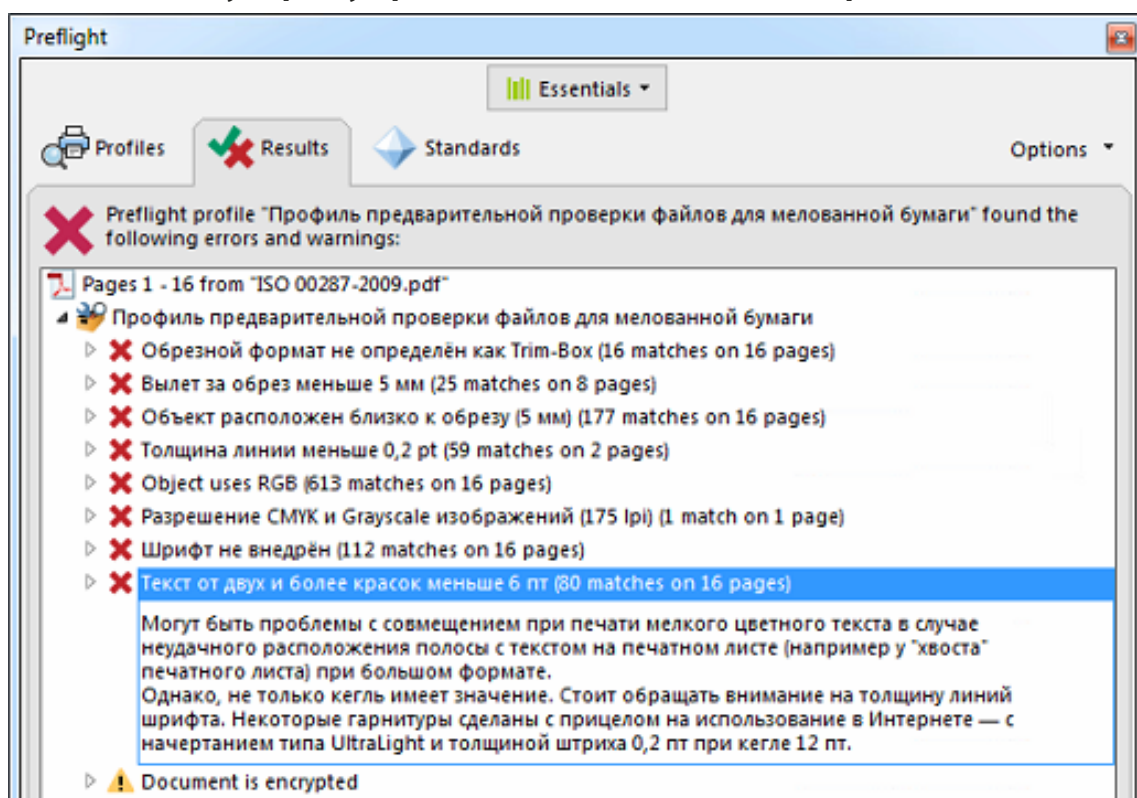 Preflight
Essentials
Profiles
Results
Standards
Options
Preflight profile "Профиль предварительной проверки файлов для мелованной бумаги" found the
following errors and warnings:
Pages 1 - 16 from "ISO 00287-2009.pdf"
Профиль предварительной проверки файлов для мелованной бумаги
Обрезной формат не определён как Trim-Box (16 matches on 16 pages)
Вылет за обрез меньше 5 мм (25 matches on 8 pages)
Объект расположен близко к обрезу (5 мм) (177 matches on 16 pages)
Толщина линии меньше 0,2 pt (59 matches on 2 pages)
Object uses RGB (613 matches on 16 pages)
Разрешение CMYK и Grayscale изображений (175 lpi) (1 match on 1 page)
Шрифт не внедрён (112 matches on 16 pages)
Текст от двух и более красок меньше 6 пт (80 matches on 16 pages)
Могут быть проблемы с совмещением при печати мелкого цветного текста в случае
неудачного расположения полосы с текстом на печатном листе (например у "хвоста"
печатного листа) при большом формате.
Однако, не только кегль имеет значение. Стоит обращать внимание на толщину линий
шрифта. Некоторые гарнитуры сделаны с прицелом на использование в Интернете — с
начертанием типа UltraLight и толщиной штриха 0,2 пт при кегле 12 пт.
Document is encrypted